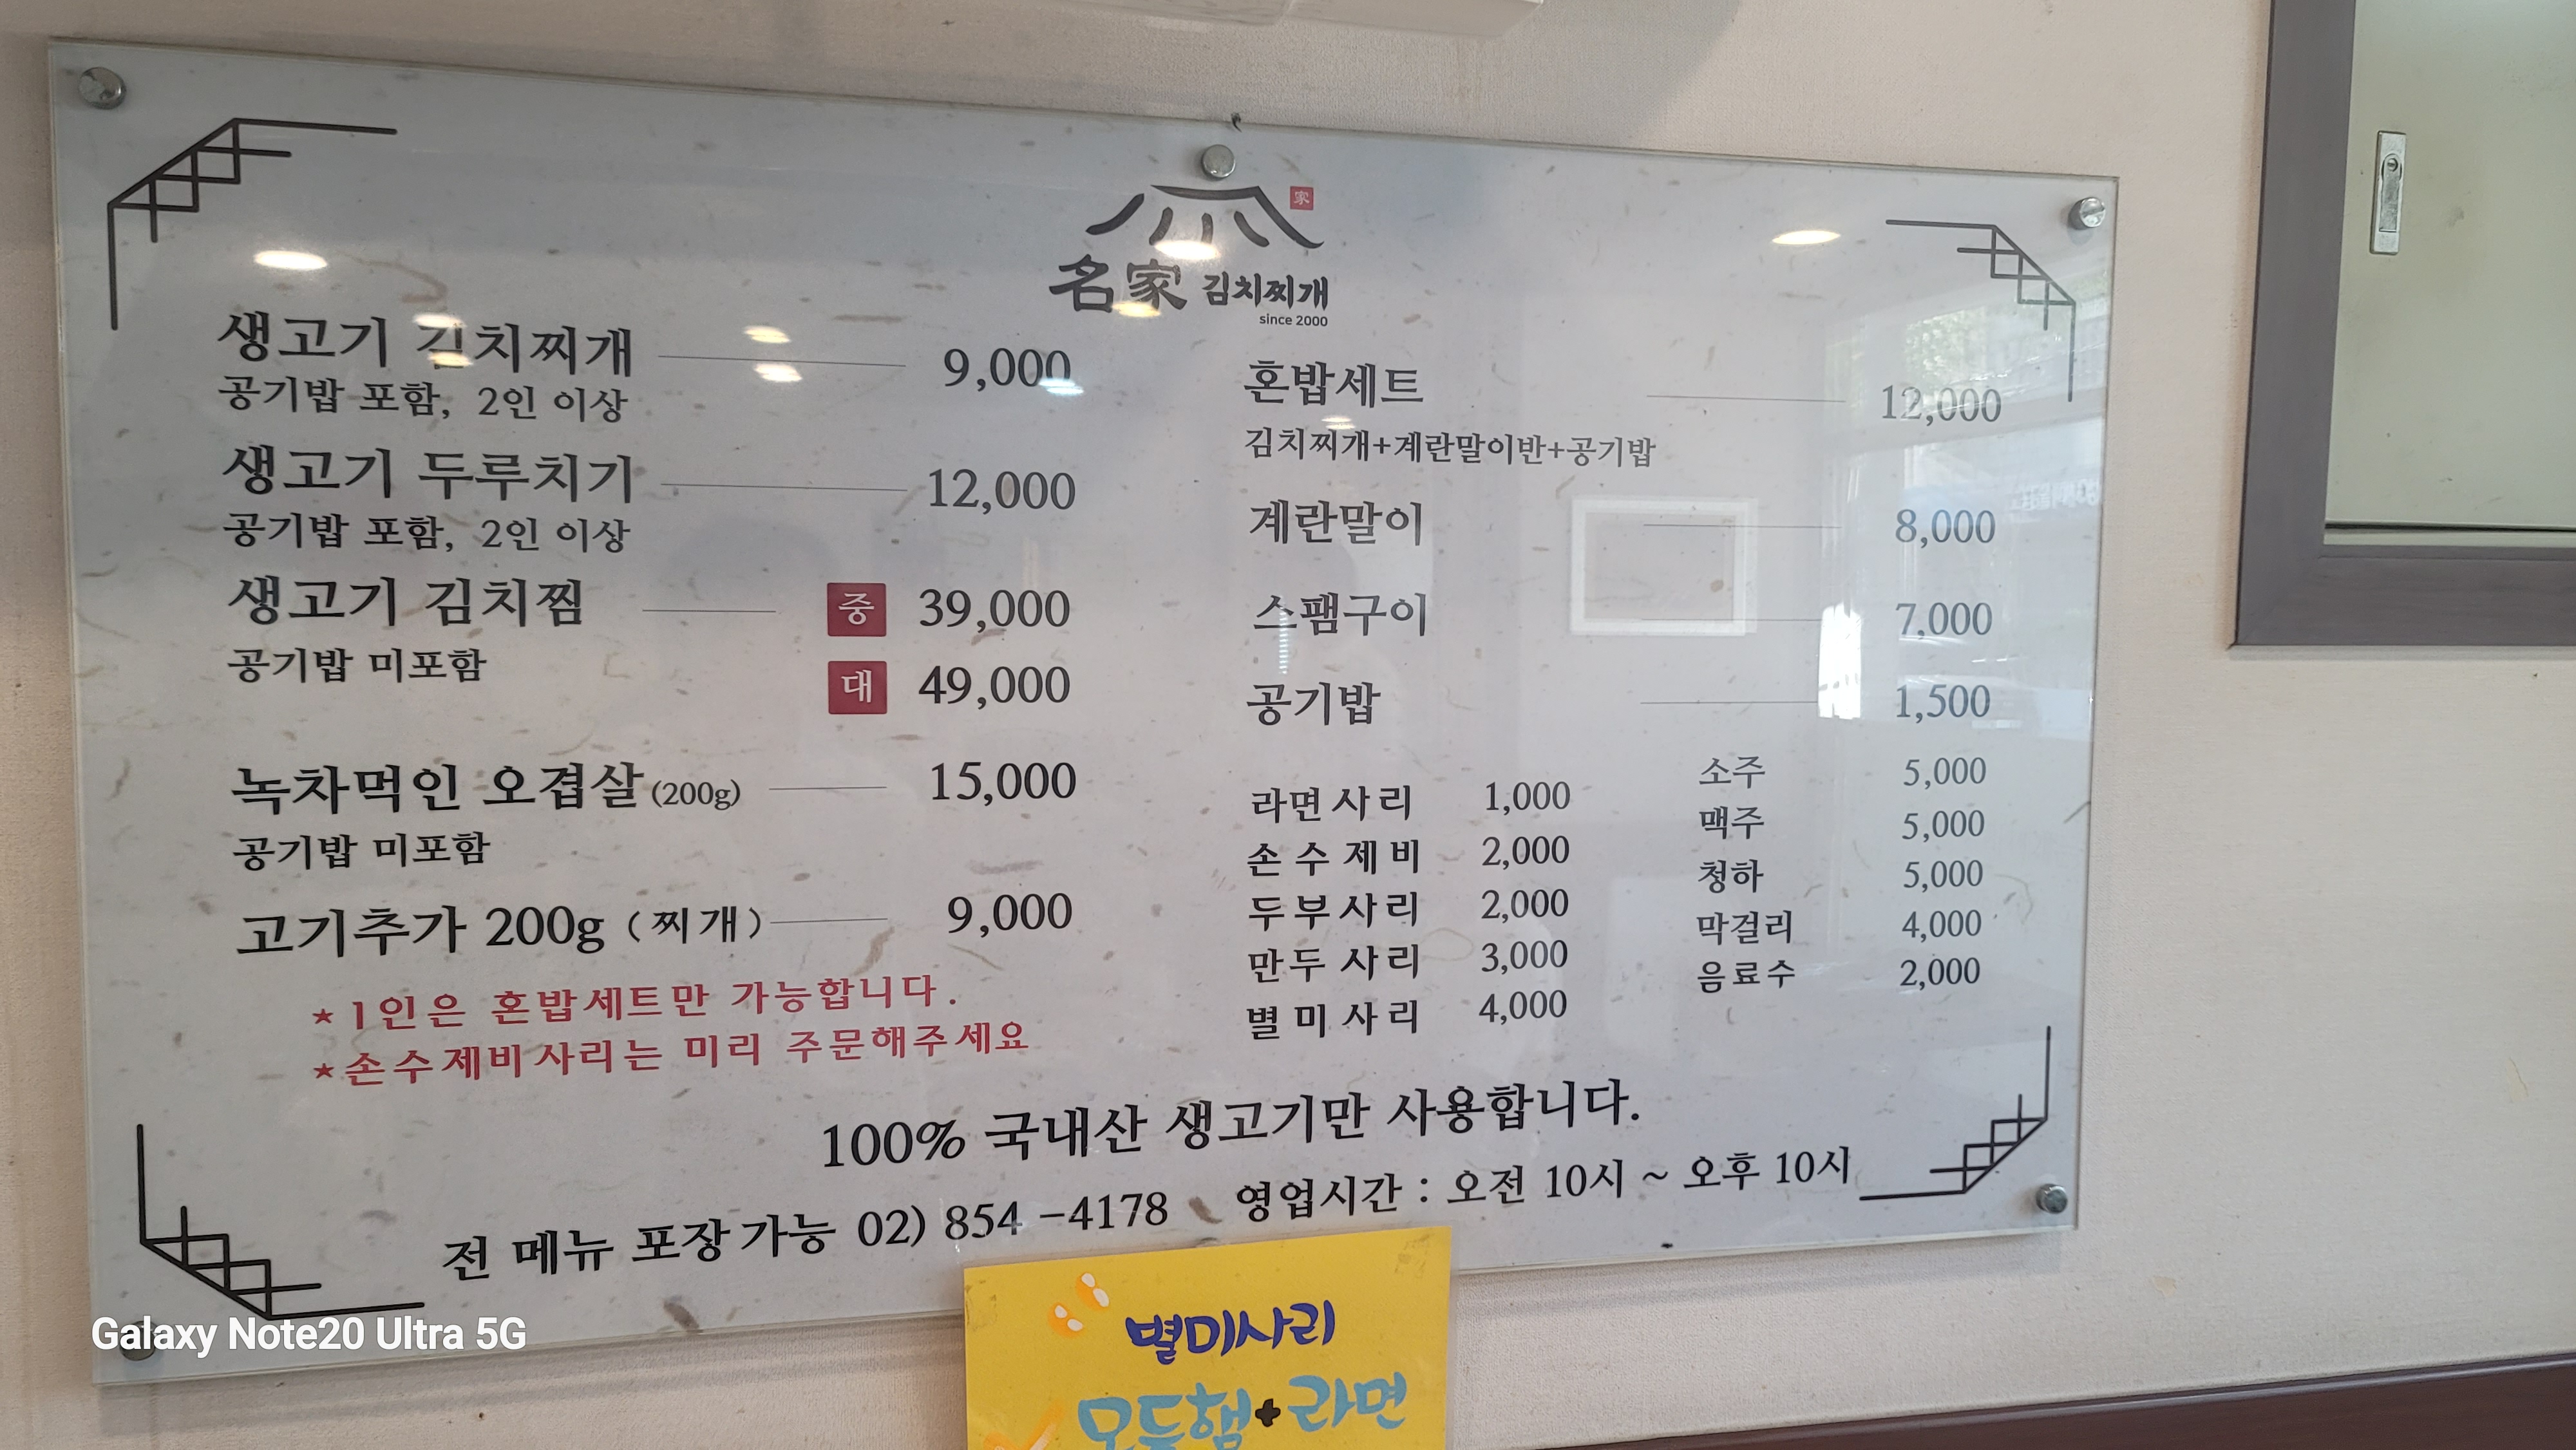 家
名家 김치찌개
since 2000
생고기 김치찌개 9,000
공기밥 포함, 2인 이상
생고기 두루치기 12,000
공기밥 포함, 2인 이상
생고기 김치찜 중 39,000
공기밥 미포함 대 49,000
녹차먹인 오겹살(200g) 15,000
공기밥 미포함
고기추가 200g (찌개) 9,000
★1인은 혼밥세트만 가능합니다.
★손수제비사리는 미리 주문해주세요
혼밥세트 12,000
김치찌개+계란말이반+공기밥
계란말이 8,000
스팸구이 7,000
공기밥 1,500
라면사리 1,000
손수제비 2,000
두부사리 2,000
만두사리 3,000
별미사리 4,000
소주 5,000
맥주 5,000
청하 5,000
막걸리 4,000
음료수 2,000
100% 국내산 생고기만 사용합니다.
전 메뉴 포장가능 02) 854-4178 영업시간 : 오전 10시 ~ 오후 10시
별미사리
모듬햄+라면
Galaxy Note20 Ultra 5G